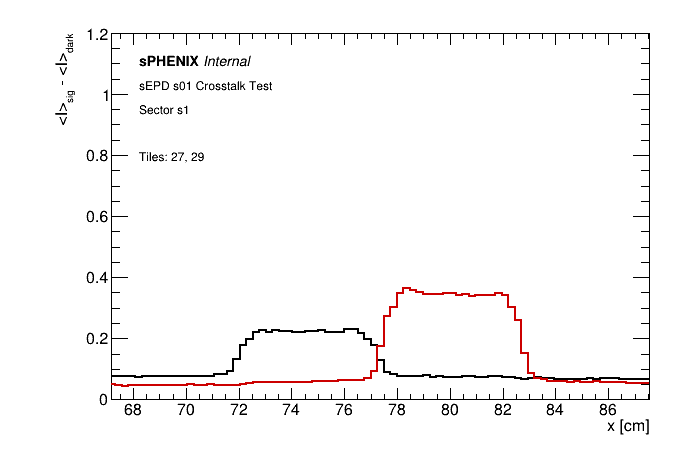 <I>sig - <I>dark
1.2
1
0.8
0.6
0.4
0.2
0
sPHENIX Internal
sEPD s01 Crosstalk Test
Sector s1
Tiles: 27, 29
68 70 72 74 76 78 80 82 84 86
x [cm]